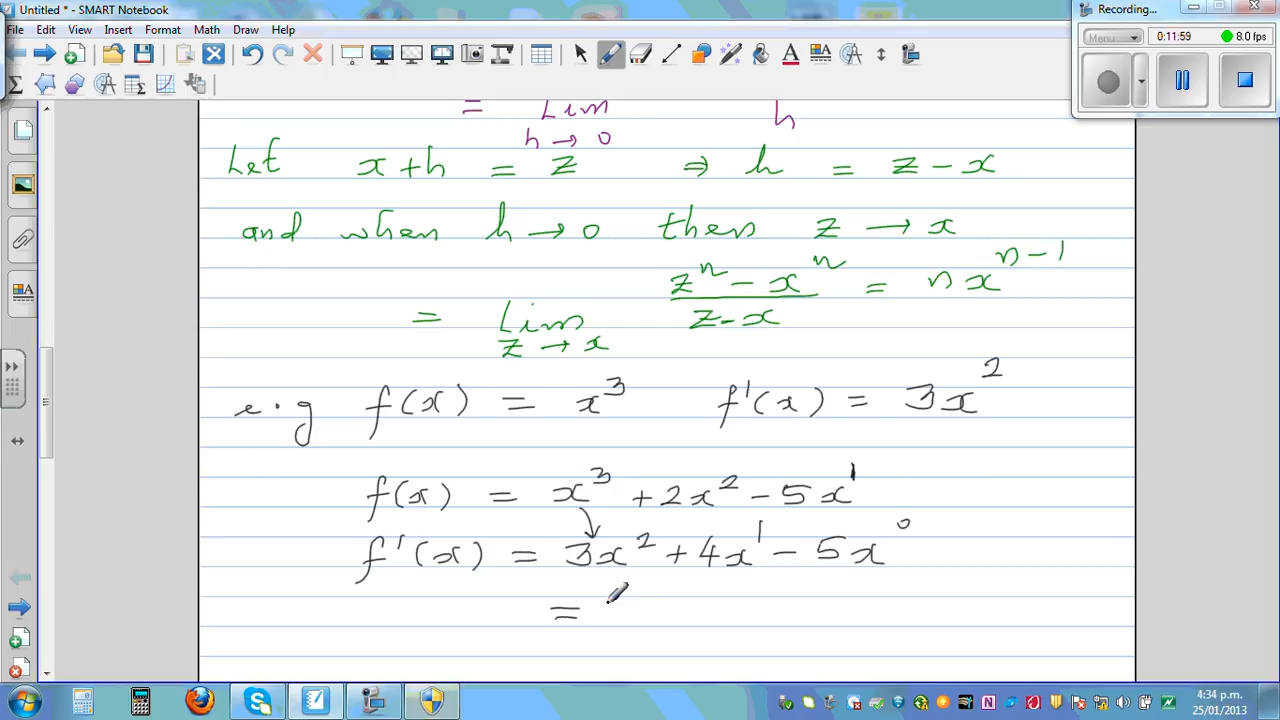 Untitled * - SMART Notebook
Recording...
File Edit View Insert Format Math Draw Help
Menu
0:11:59
8.0 fps
= Lim h
h → 0
Let x + h = z ⇒ h = z - x
and when h → 0 then z → x
= Lim z → x (zⁿ - xⁿ)/(z - x) = n xⁿ⁻¹
e.g f(x) = x³ f'(x) = 3x²
f(x) = x³ + 2x² - 5x¹
f'(x) = 3x² + 4x¹ - 5x⁰
=
4:34 p.m.
25/01/2013